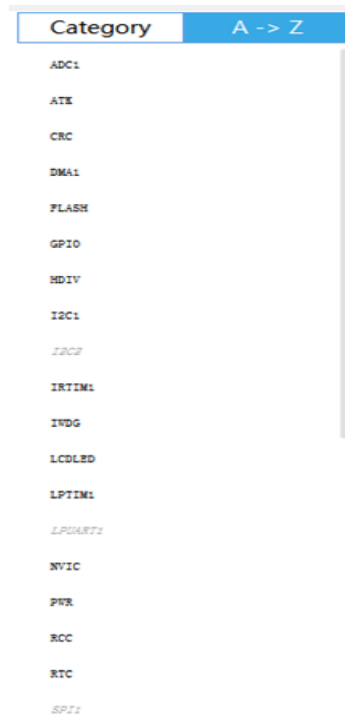 Category
A -> Z
ADC1
ATK
CRC
DMA1
FLASH
GPIO
HDIV
I2C1
I2C2
IRTIM1
IWDG
LCDLED
LPTIM1
LPUART1
NVIC
PWR
RCC
RTC
SPI1